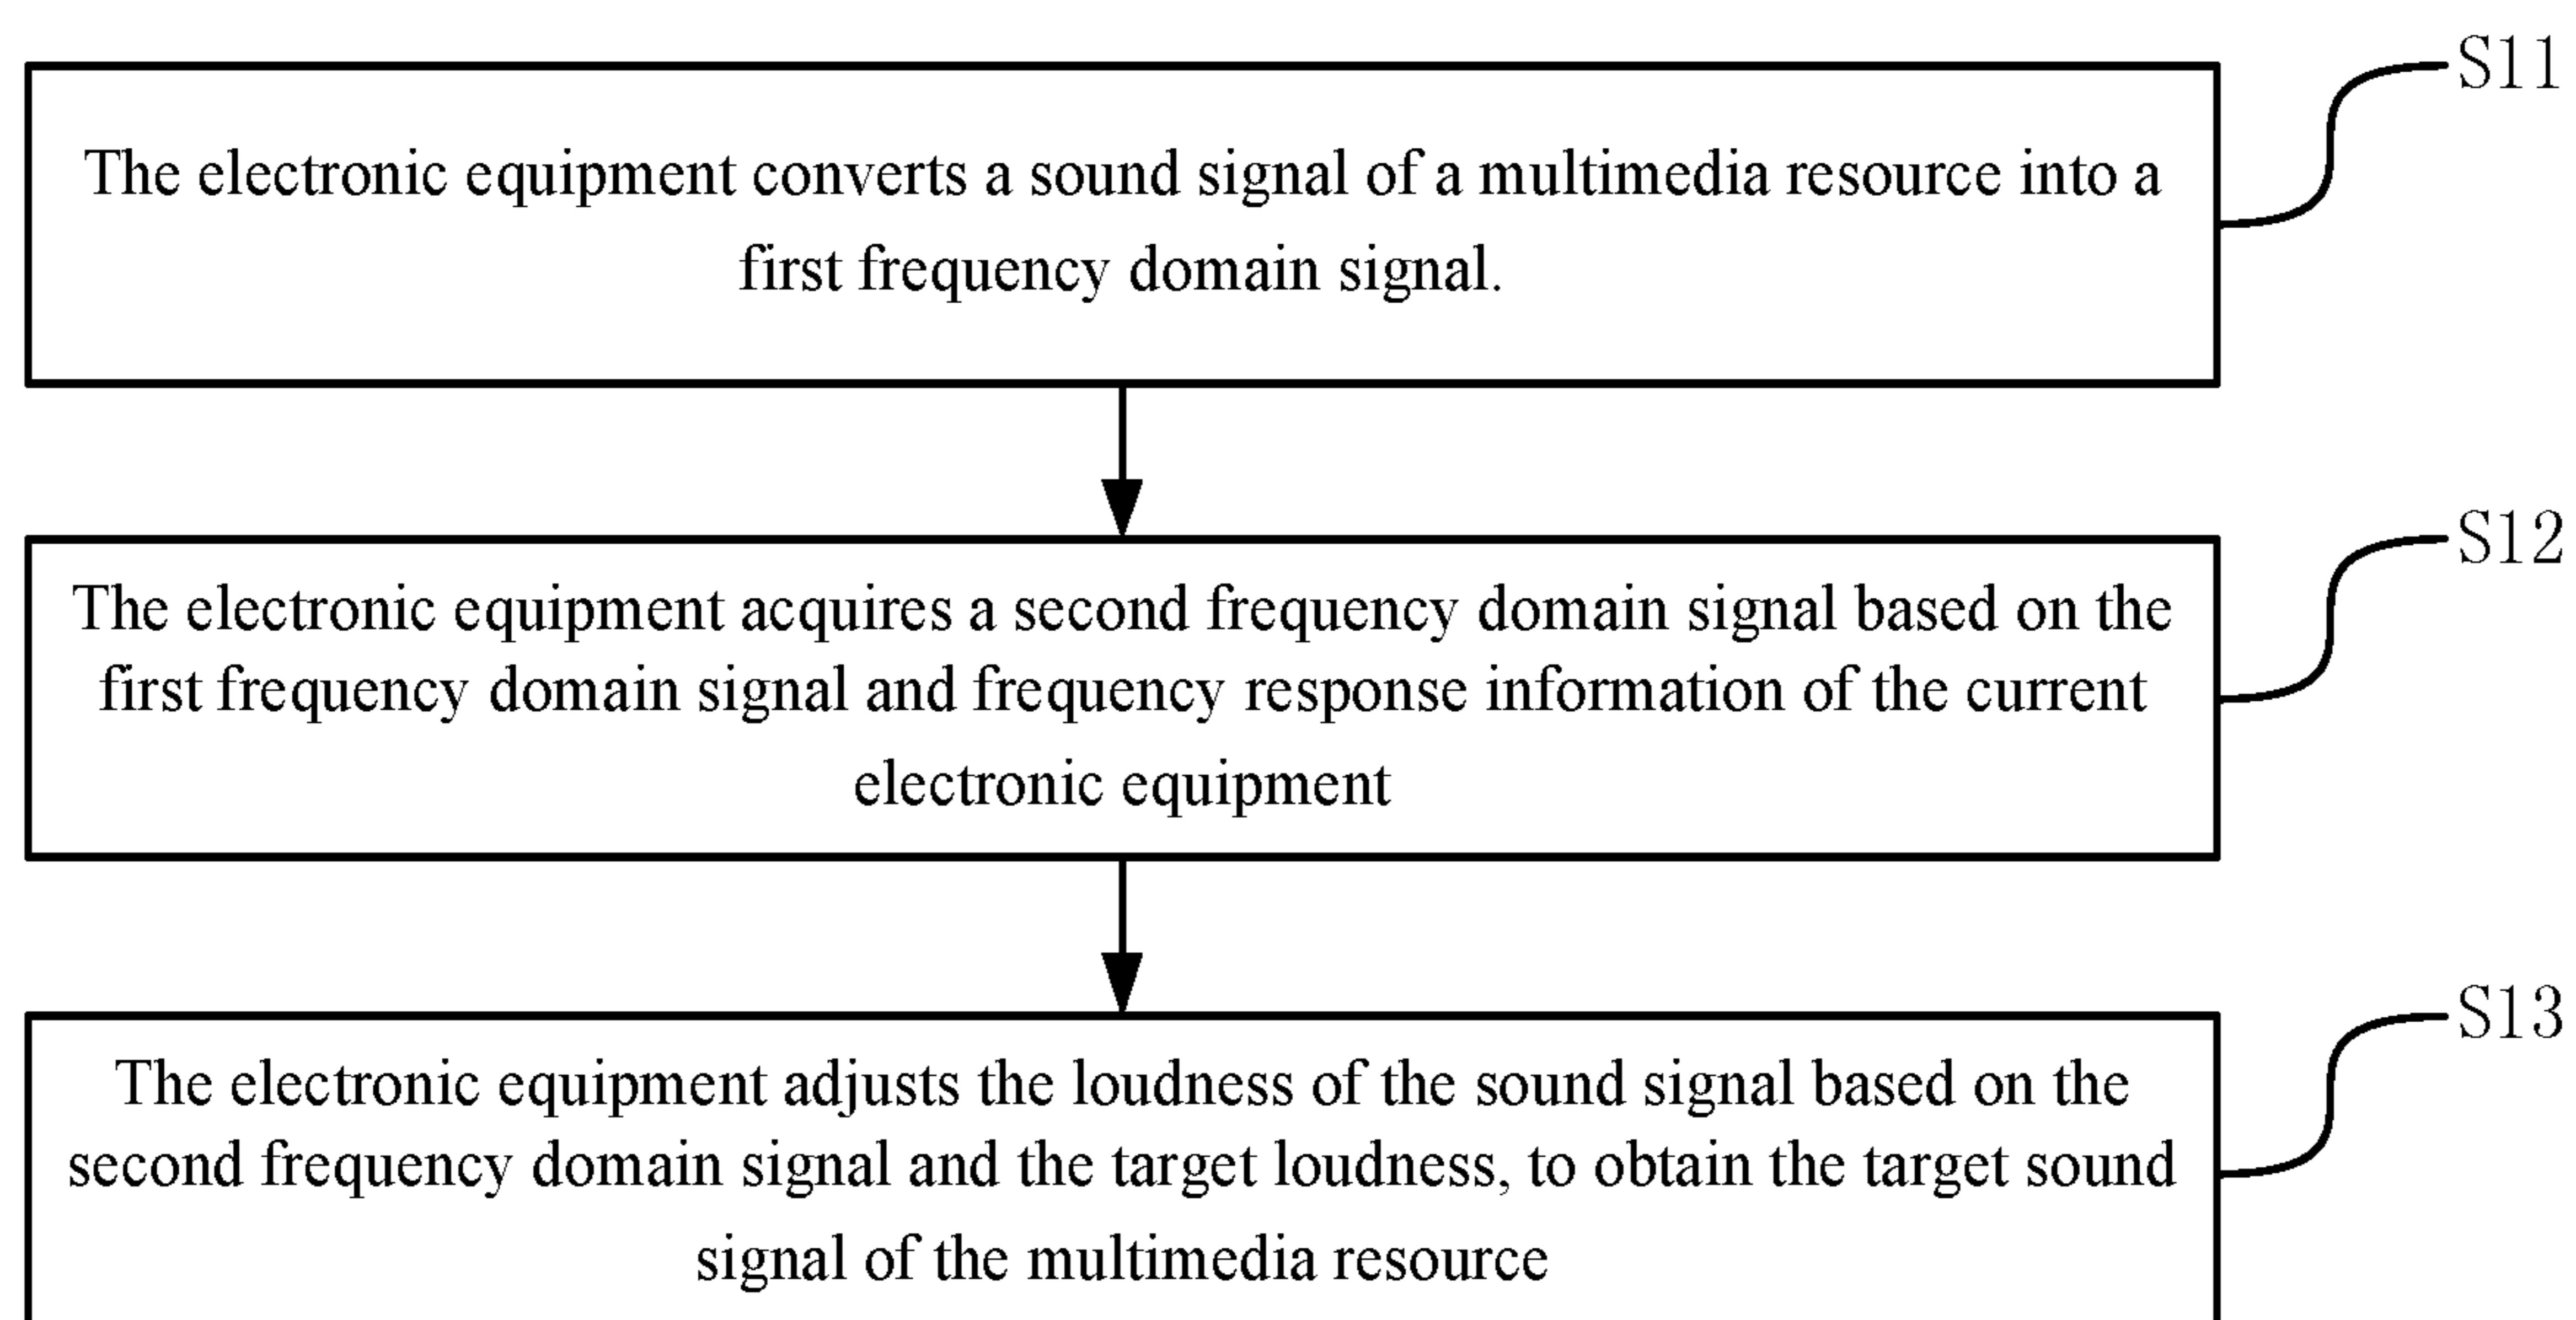 S11
The electronic equipment converts a sound signal of a multimedia resource into a
first frequency domain signal.
S12
The electronic equipment acquires a second frequency domain signal based on the
first frequency domain signal and frequency response information of the current
electronic equipment
S13
The electronic equipment adjusts the loudness of the sound signal based on the
second frequency domain signal and the target loudness, to obtain the target sound
signal of the multimedia resource